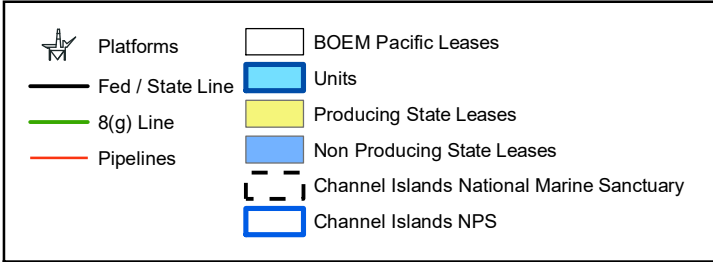 Platforms
Fed / State Line
8(g) Line
Pipelines
BOEM Pacific Leases
Units
Producing State Leases
Non Producing State Leases
Channel Islands National Marine Sanctuary
Channel Islands NPS